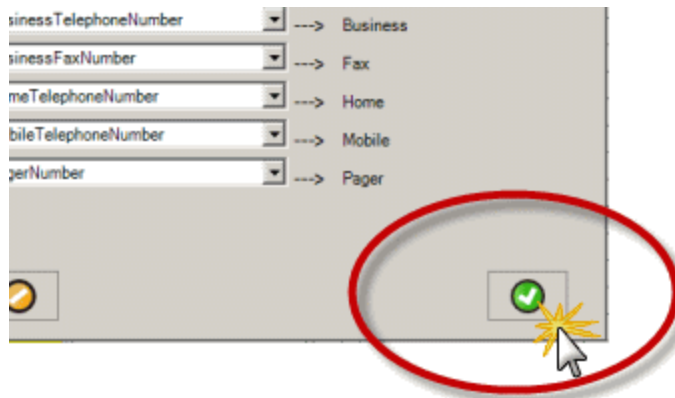 sinessTelephoneNumber ---> Business
sinessFaxNumber ---> Fax
meTelephoneNumber ---> Home
bileTelephoneNumber ---> Mobile
gerNumber ---> Pager